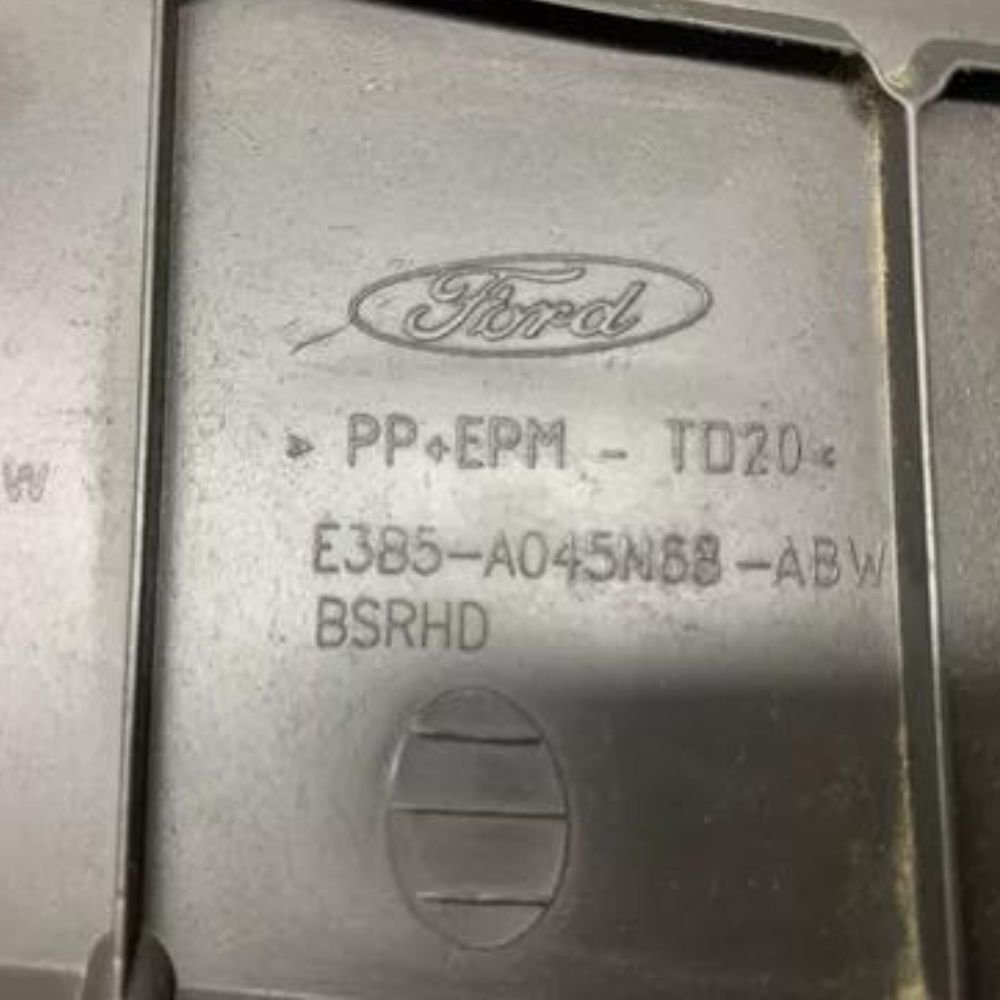 Ford
>PP+EPM - TD20<
E3B5-A045N68-ABW
BSRHD
W